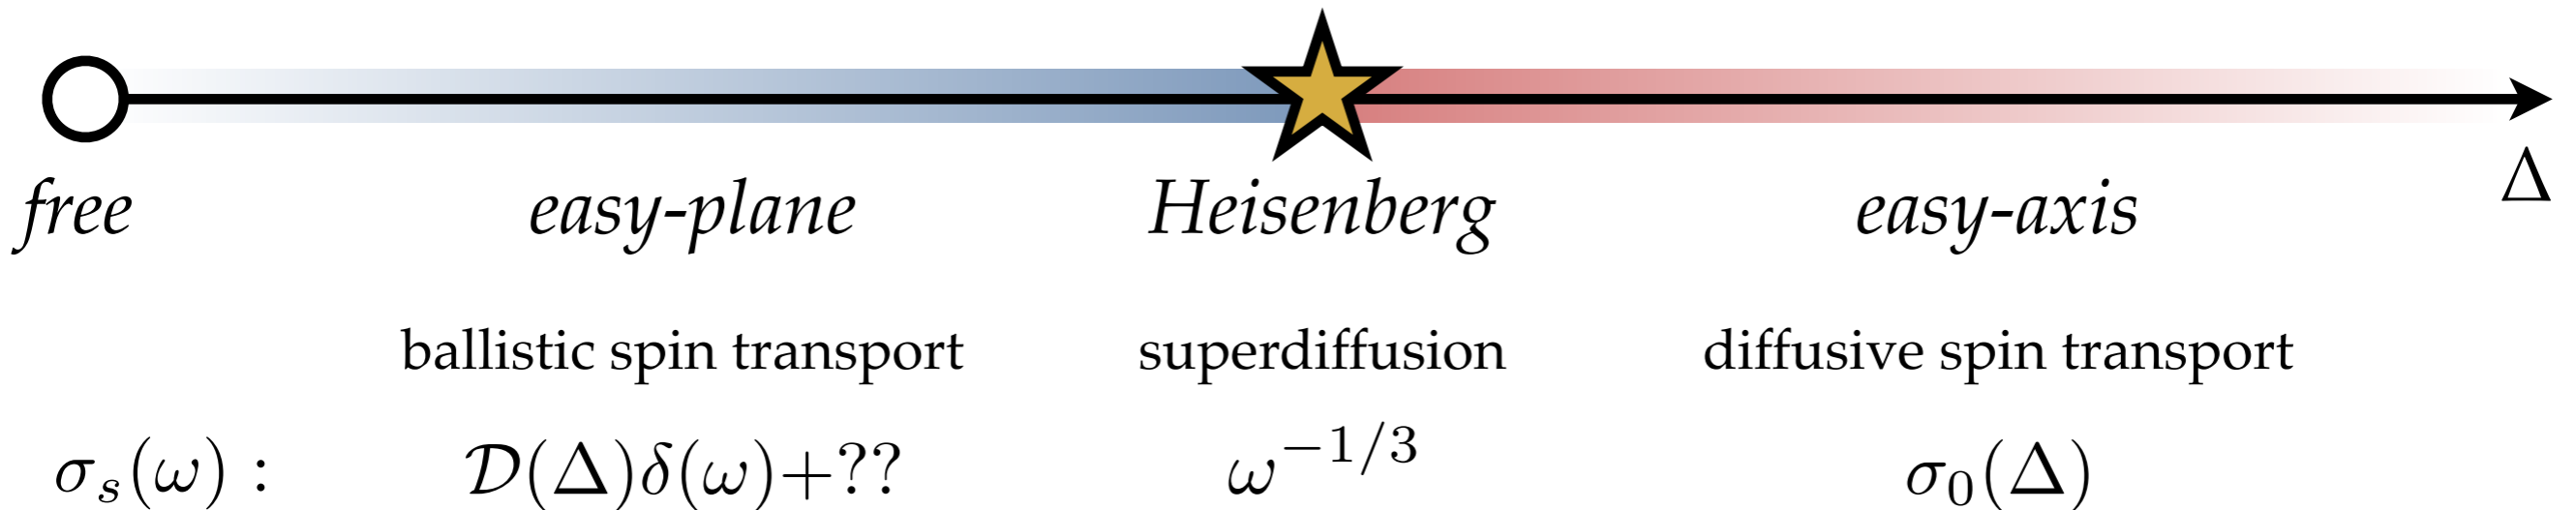 Δ
free easy-plane Heisenberg easy-axis
ballistic spin transport superdiffusion diffusive spin transport
σₛ(ω) : 𝒟(Δ)δ(ω)+?? ω^{−1/3} σ₀(Δ)